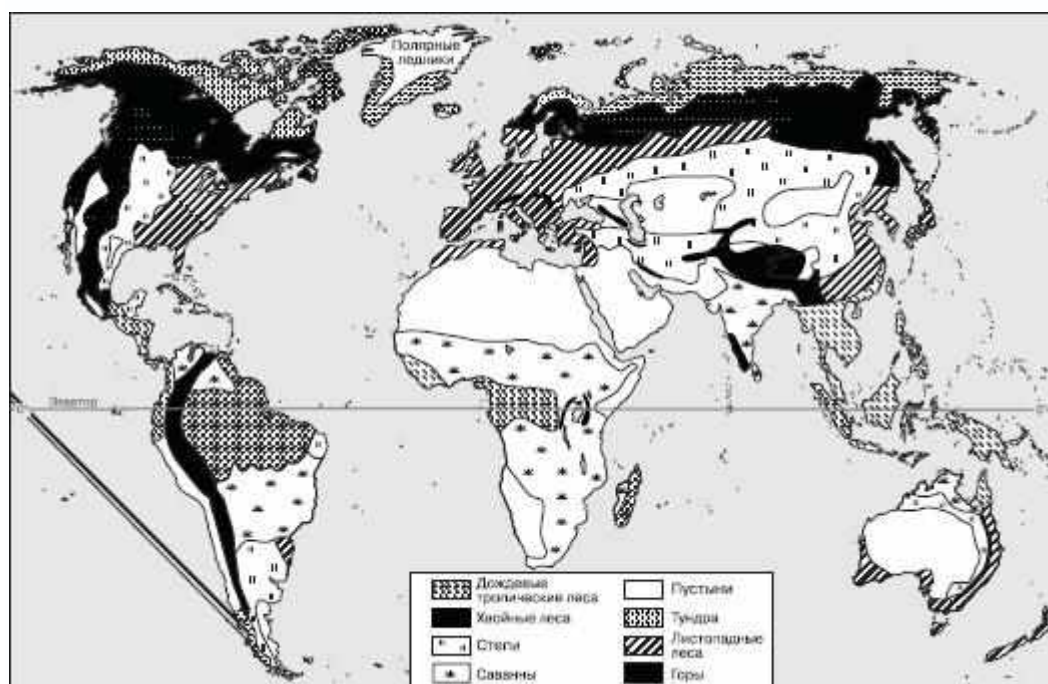 Полярные
ледники
Экватор
Дождевые
тропические леса
Хвойные леса
Степи
Саванны
Пустыни
Тундра
Листопадные
леса
Горы